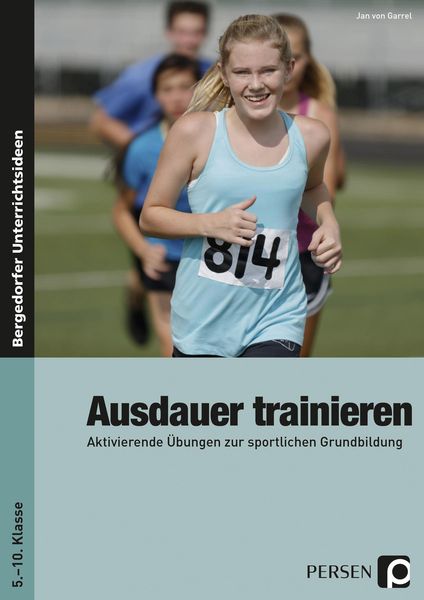 Jan von Garrel
Bergedorfer Unterrichtsideen
814
Ausdauer trainieren
Aktivierende Übungen zur sportlichen Grundbildung
5.–10. Klasse
PERSEN